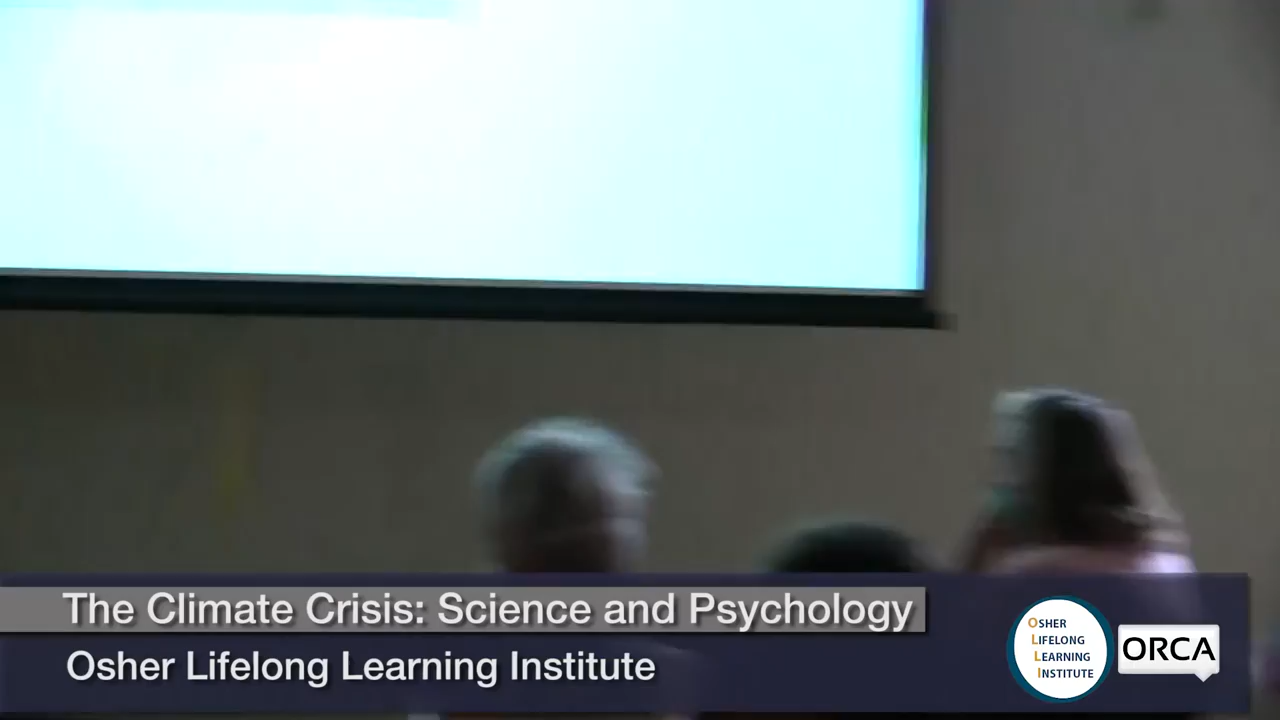 The Climate Crisis: Science and Psychology
Osher Lifelong Learning Institute
OSHER
LIFELONG
LEARNING
INSTITUTE
ORCA